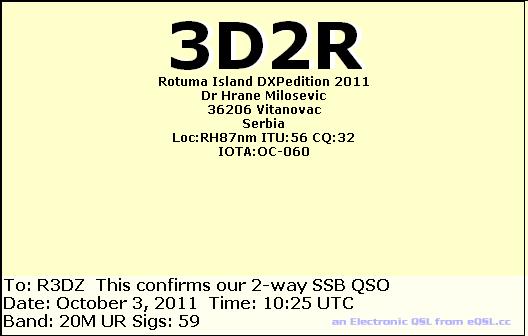 3D2R
Rotuma Island DXPedition 2011
Dr Hrane Milosevic
36206 Vitanovac
Serbia
Loc:RH87nm ITU:56 CQ:32
IOTA:OC-060
To: R3DZ This confirms our 2-way SSB QSO
Date: October 3, 2011 Time: 10:25 UTC
Band: 20M UR Sigs: 59
an Electronic QSL from eQSL.cc